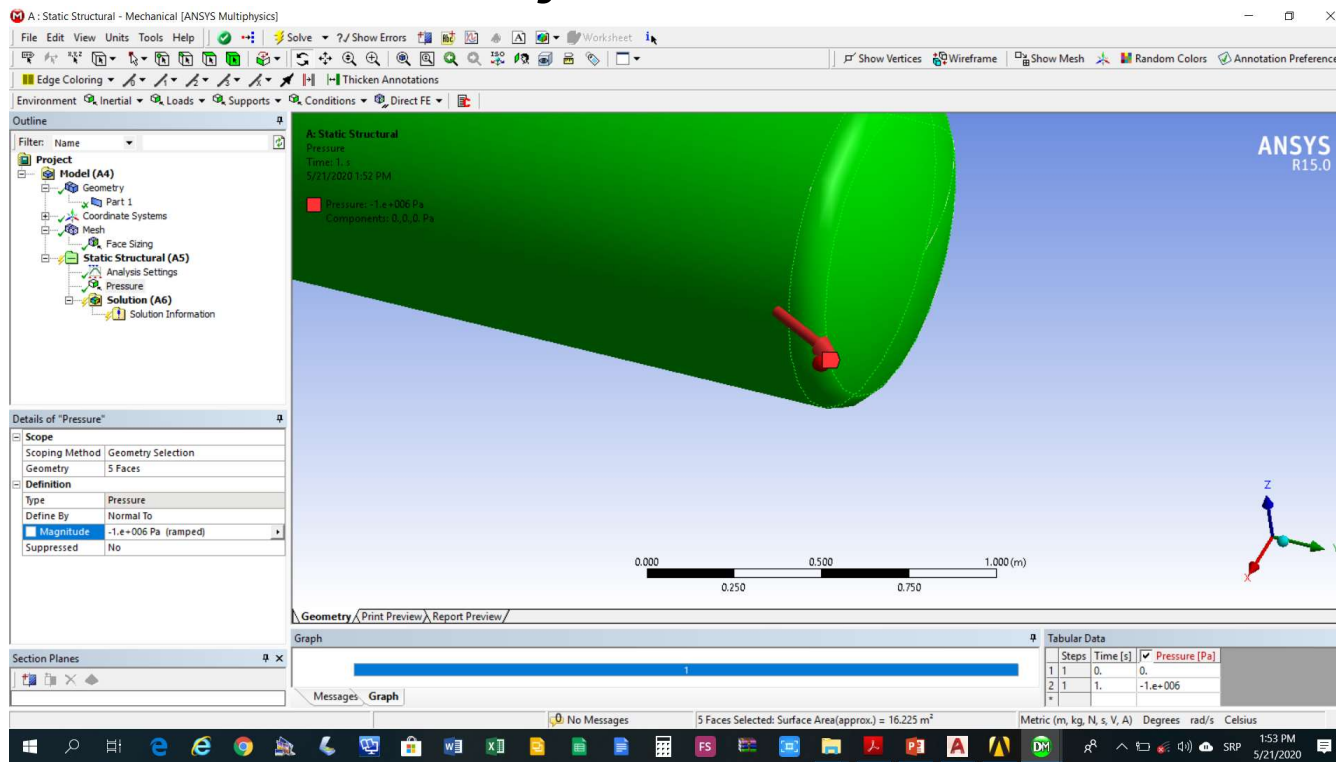 A : Static Structural - Mechanical [ANSYS Multiphysics]
File Edit View Units Tools Help Solve ?/ Show Errors Worksheet
Show Vertices Wireframe Show Mesh Random Colors Annotation Preference
Edge Coloring Thicken Annotations
Environment Inertial Loads Supports Conditions Direct FE
Outline
Filter: Name
Project
Model (A4)
Geometry
Part 1
Coordinate Systems
Mesh
Face Sizing
Static Structural (A5)
Analysis Settings
Pressure
Solution (A6)
Solution Information
A: Static Structural
Pressure
Time: 1. s
5/21/2020 1:52 PM
Pressure: -1.e+006 Pa
Components: 0.,0.,0. Pa
ANSYS
R15.0
Details of "Pressure"
Scope
Scoping Method Geometry Selection
Geometry 5 Faces
Definition
Type Pressure
Define By Normal To
Magnitude -1.e+006 Pa (ramped)
Suppressed No
0.000 0.500 1.000 (m)
0.250 0.750
Z
Y
X
Geometry Print Preview Report Preview
Section Planes
Graph
1
Messages Graph
Tabular Data
Steps Time [s] Pressure [Pa]
1 1 0. 0.
2 1 1. -1.e+006
*
0 No Messages 5 Faces Selected: Surface Area(approx.) = 16.225 m² Metric (m, kg, N, s, V, A) Degrees rad/s Celsius
FS DM SRP 1:53 PM
5/21/2020